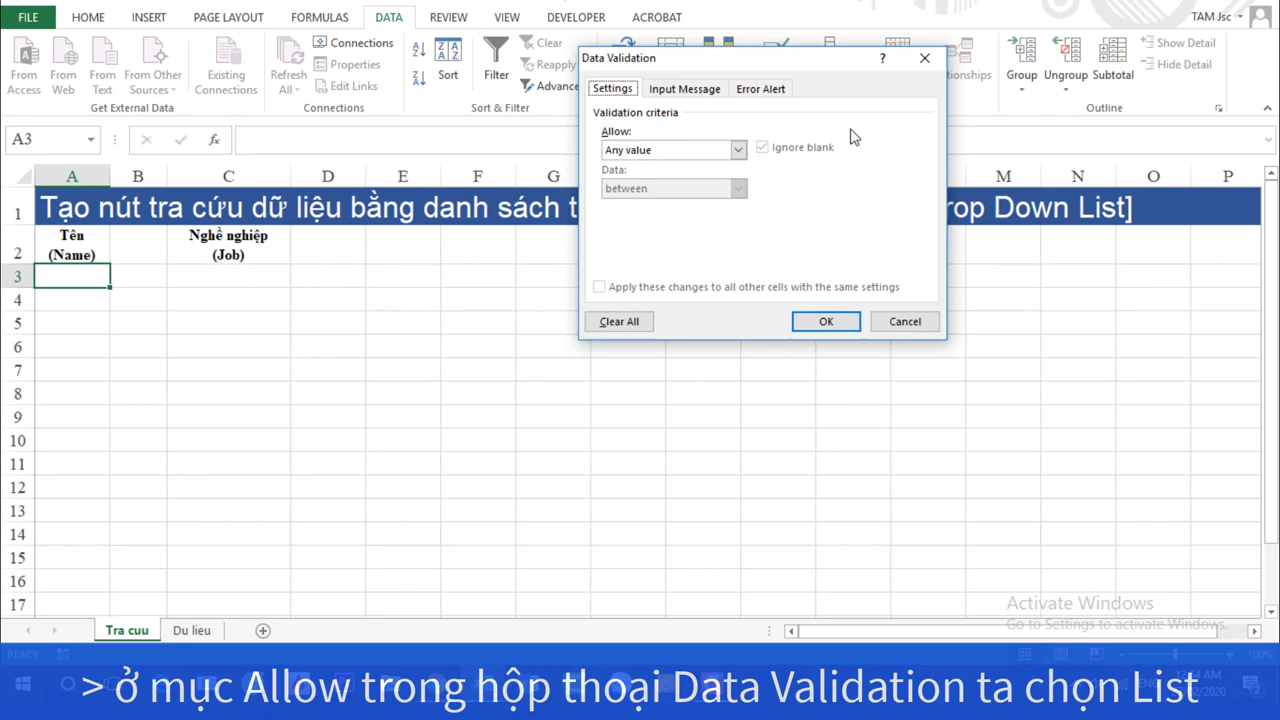 FILE HOME INSERT PAGE LAYOUT FORMULAS DATA REVIEW VIEW DEVELOPER ACROBAT TAM Jsc
From Access
From Web
From Text
From Other Sources
Existing Connections
Get External Data
Refresh All
Connections
Properties
Edit Links
Connections
Sort
Filter
Clear
Reapply
Advance
Sort & Filter
Group
Ungroup
Subtotal
Show Detail
Hide Detail
Outline
Data Validation ?
Settings Input Message Error Alert
Validation criteria
Allow:
Any value Ignore blank
Data:
between
Apply these changes to all other cells with the same settings
Clear All OK Cancel
A3 fx
A B C D E F G M N O P
1 Tạo nút tra cứu dữ liệu bằng danh sách t rop Down List]
2 Tên (Name) Nghề nghiệp (Job)
3
4
5
6
7
8
9
10
11
12
13
14
15
16
17
Activate Windows
Go to Settings to activate Windows.
Tra cuu Du lieu
READY 100%
> ở mục Allow trong hộp thoại Data Validation ta chọn List